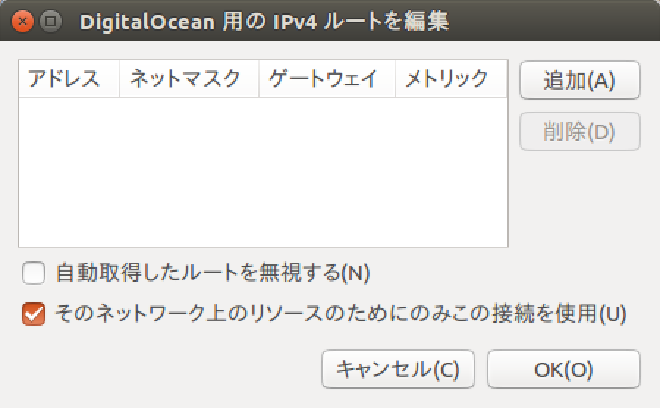 DigitalOcean 用の IPv4 ルートを編集
アドレス ネットマスク ゲートウェイ メトリック
追加(A)
削除(D)
自動取得したルートを無視する(N)
そのネットワーク上のリソースのためにのみこの接続を使用(U)
キャンセル(C) OK(O)